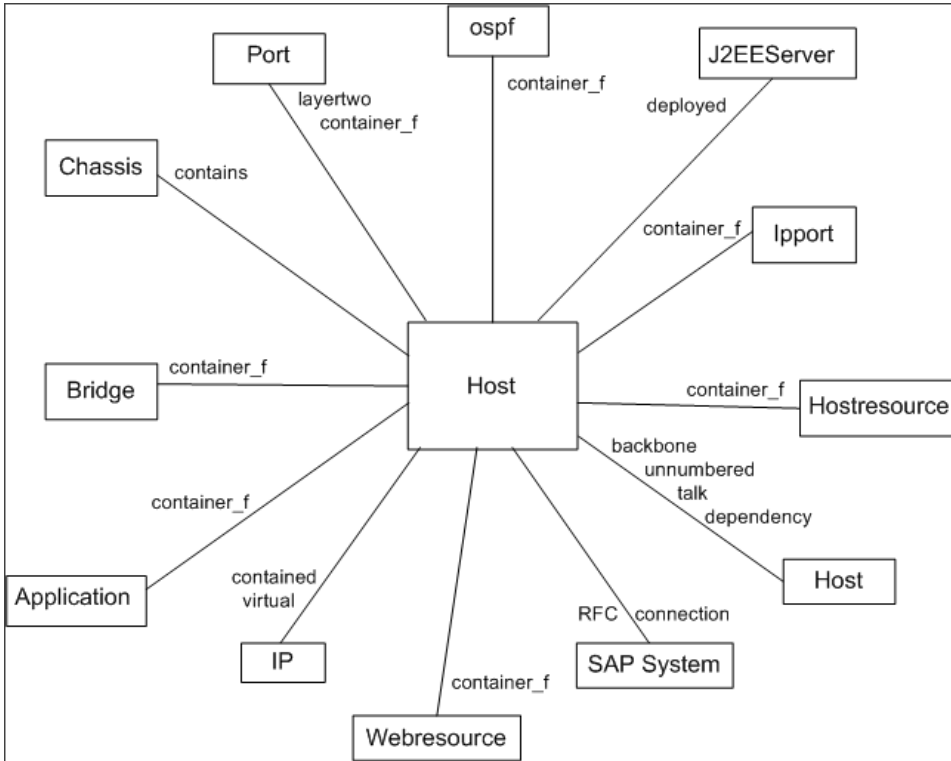 ospf
Port
J2EEServer
container_f
layertwo
deployed
container_f
Chassis
contains
container_f
Ipport
container_f
Bridge
Host
container_f
Hostresource
backbone
unnumbered
talk
container_f
dependency
Application
contained
virtual
Host
RFC connection
IP
SAP System
container_f
Webresource